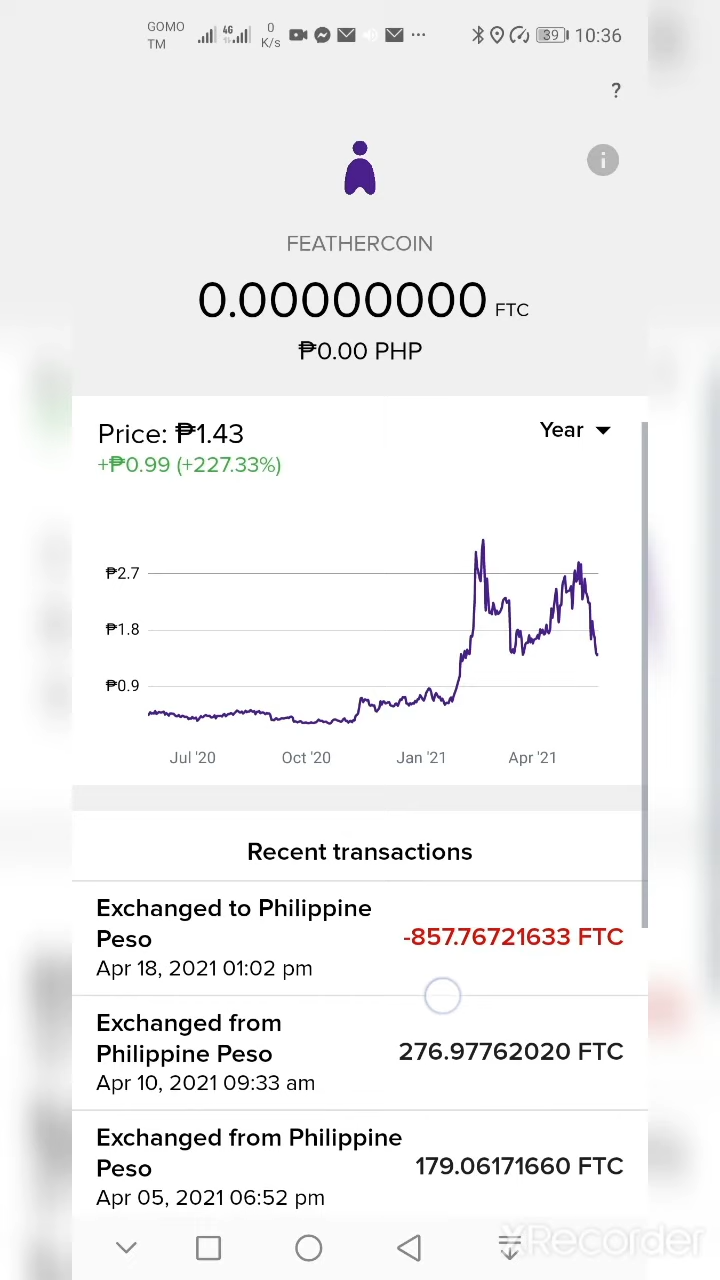 GOMO
TM
4G
0
K/s
39
10:36
?
i
FEATHERCOIN
0.00000000 FTC
₱0.00 PHP
Price: ₱1.43
Year
+₱0.99 (+227.33%)
₱2.7
₱1.8
₱0.9
Jul '20 Oct '20 Jan '21 Apr '21
Recent transactions
Exchanged to Philippine
Peso
-857.76721633 FTC
Apr 18, 2021 01:02 pm
Exchanged from
Philippine Peso
276.97762020 FTC
Apr 10, 2021 09:33 am
Exchanged from Philippine
Peso
179.06171660 FTC
Apr 05, 2021 06:52 pm
XRecorder